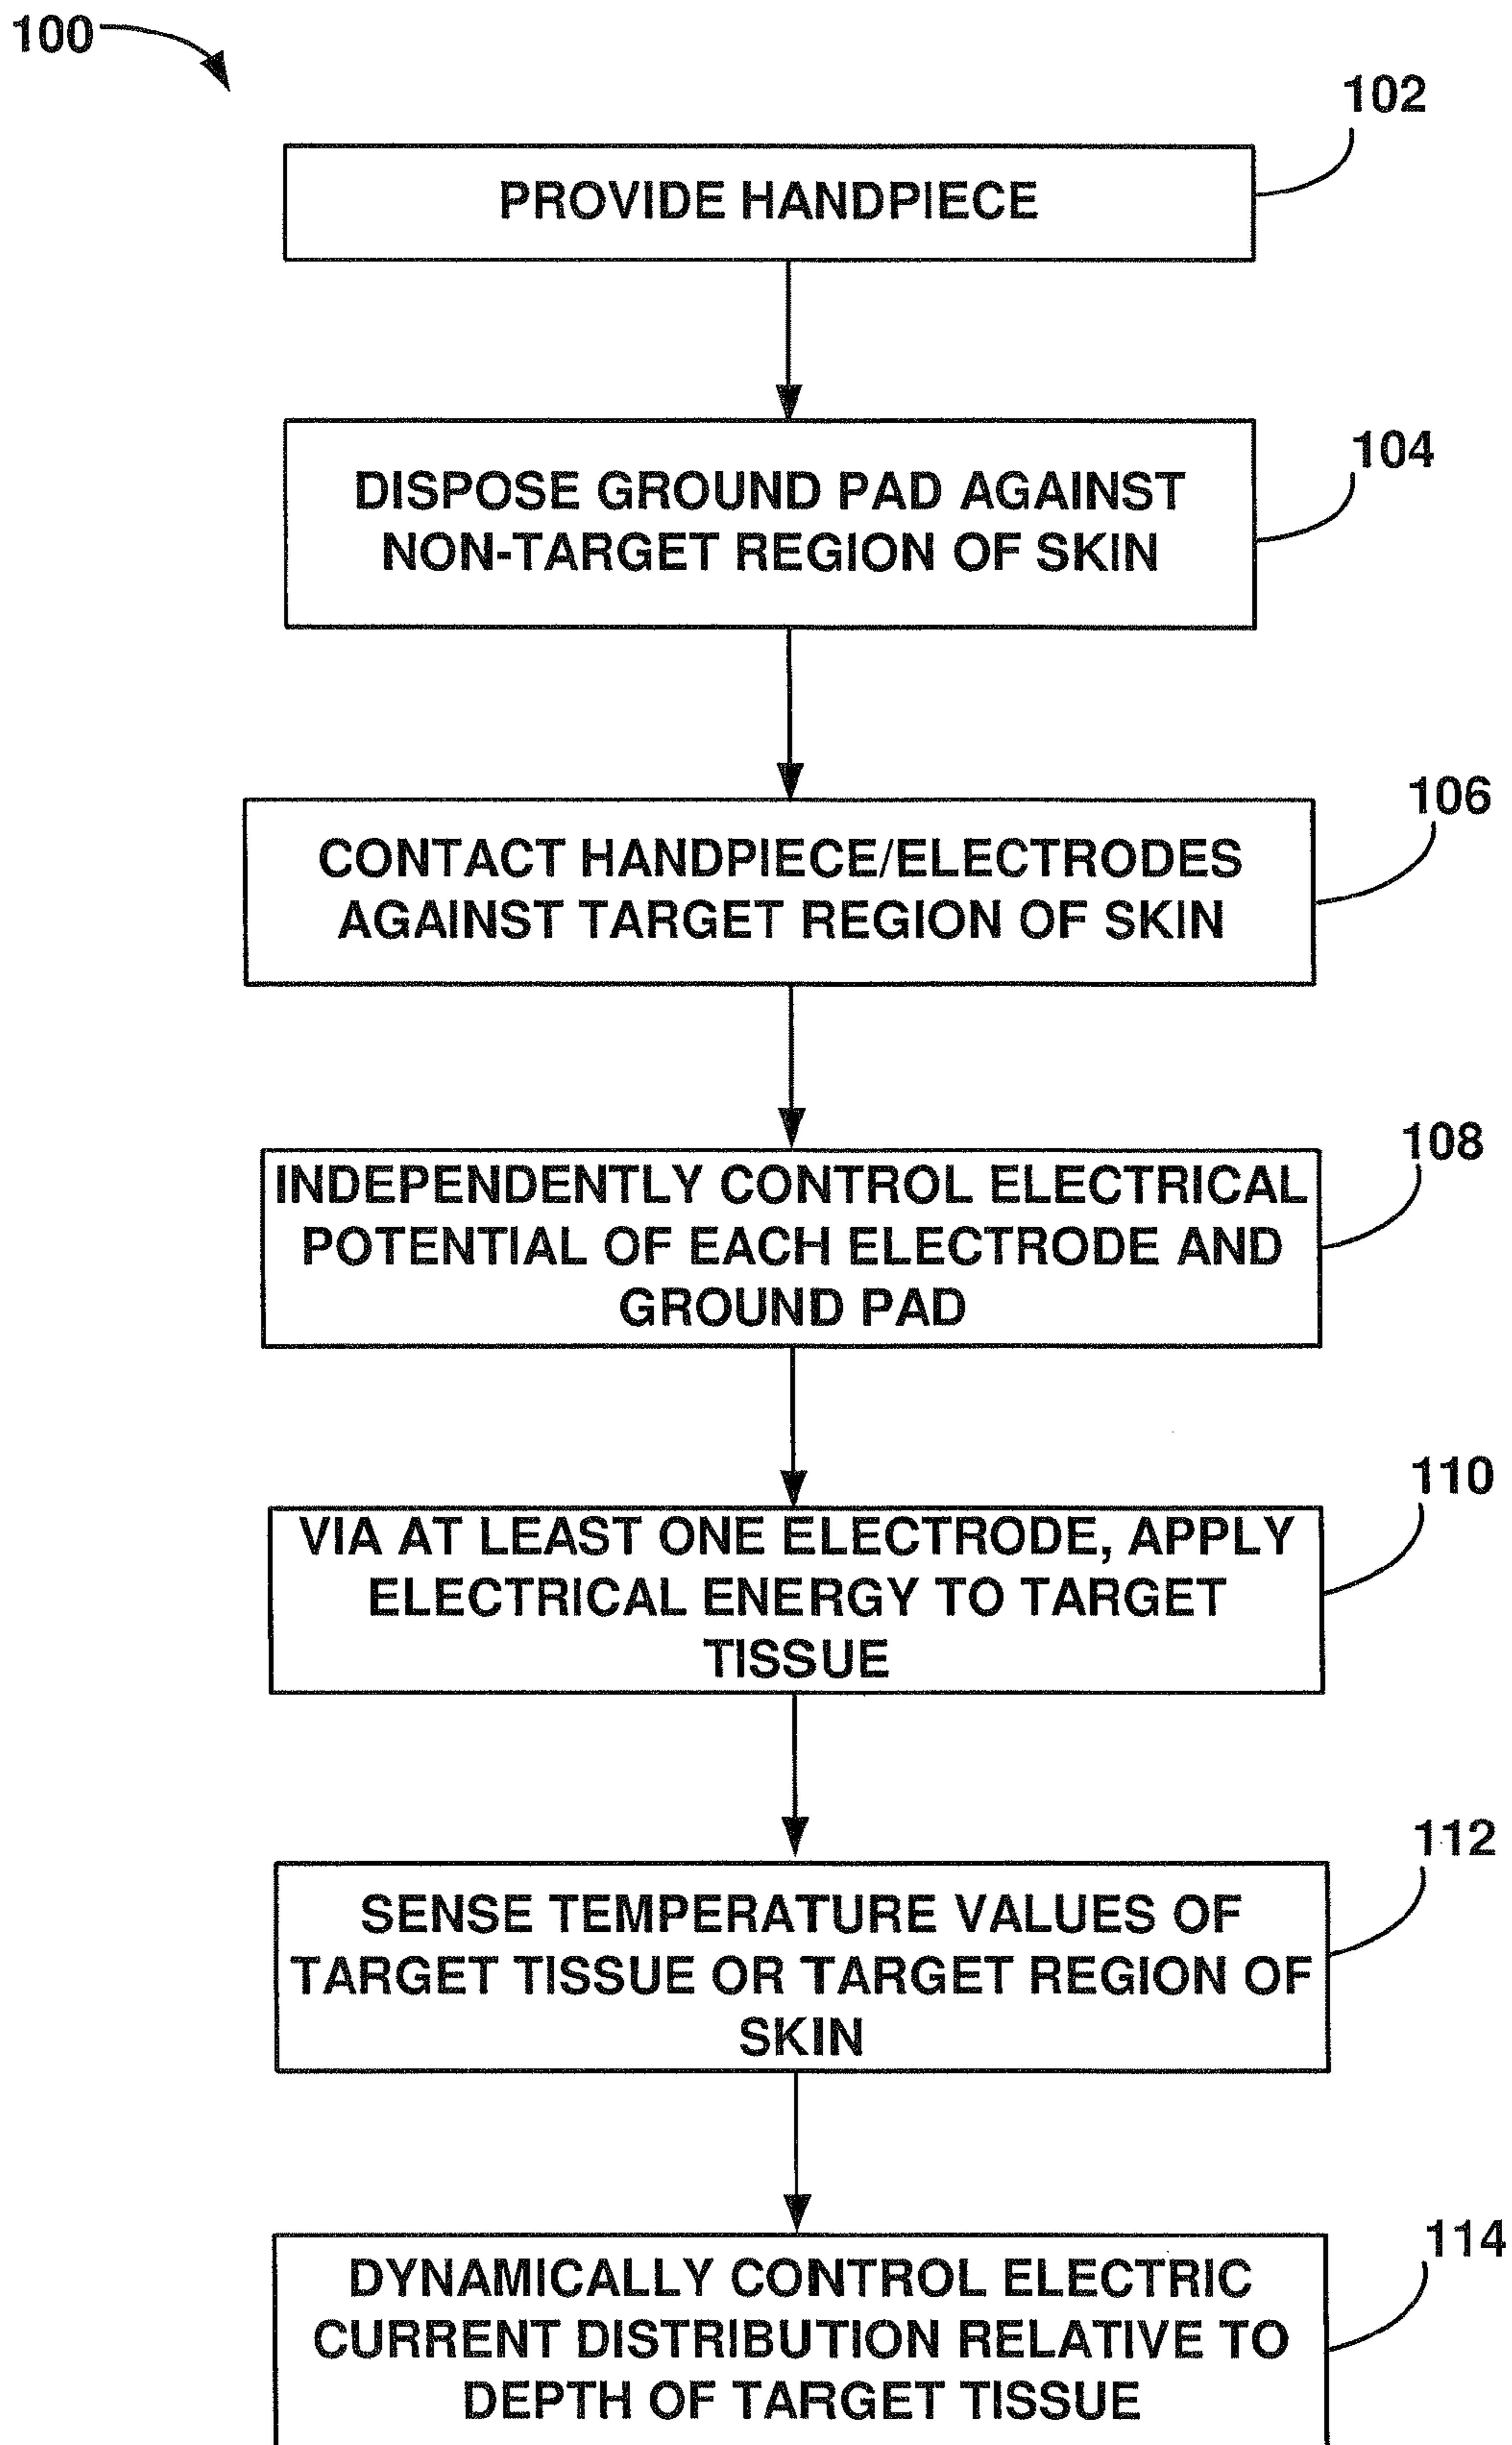 100
102
PROVIDE HANDPIECE
104
DISPOSE GROUND PAD AGAINST
NON-TARGET REGION OF SKIN
106
CONTACT HANDPIECE/ELECTRODES
AGAINST TARGET REGION OF SKIN
108
INDEPENDENTLY CONTROL ELECTRICAL
POTENTIAL OF EACH ELECTRODE AND
GROUND PAD
110
VIA AT LEAST ONE ELECTRODE, APPLY
ELECTRICAL ENERGY TO TARGET
TISSUE
112
SENSE TEMPERATURE VALUES OF
TARGET TISSUE OR TARGET REGION OF
SKIN
114
DYNAMICALLY CONTROL ELECTRIC
CURRENT DISTRIBUTION RELATIVE TO
DEPTH OF TARGET TISSUE